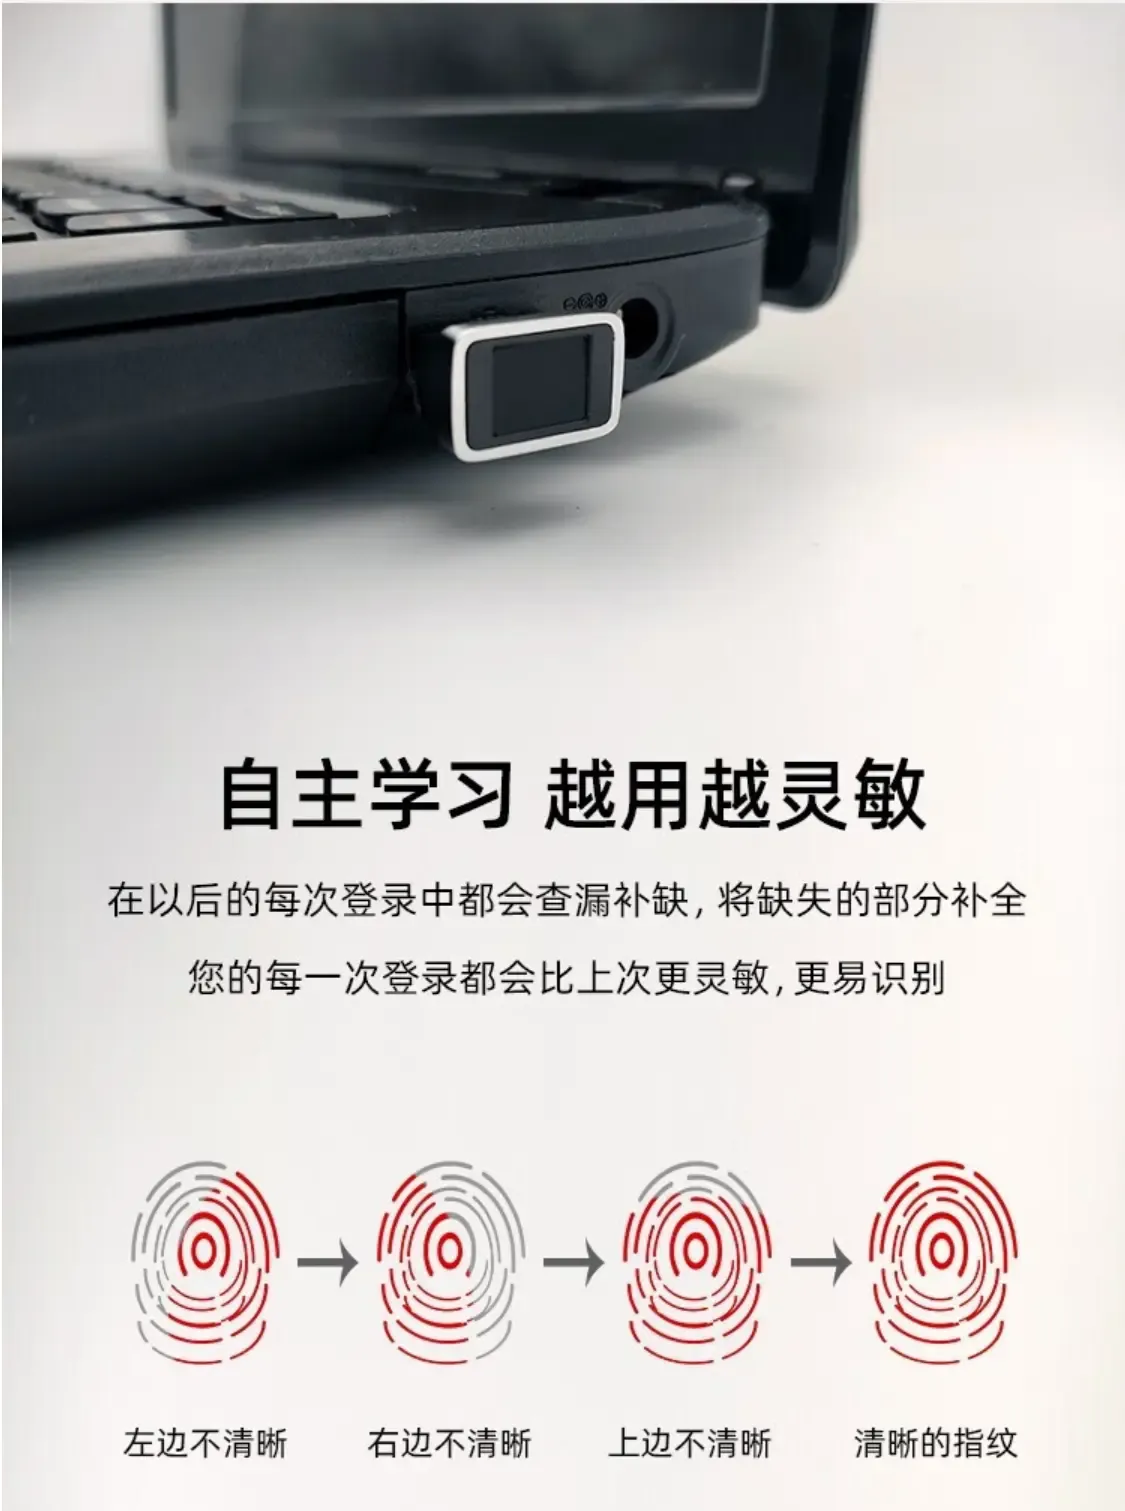 自主学习 越用越灵敏
在以后的每次登录中都会查漏补缺，将缺失的部分补全
您的每一次登录都会比上次更灵敏，更易识别
左边不清晰
右边不清晰
上边不清晰
清晰的指纹